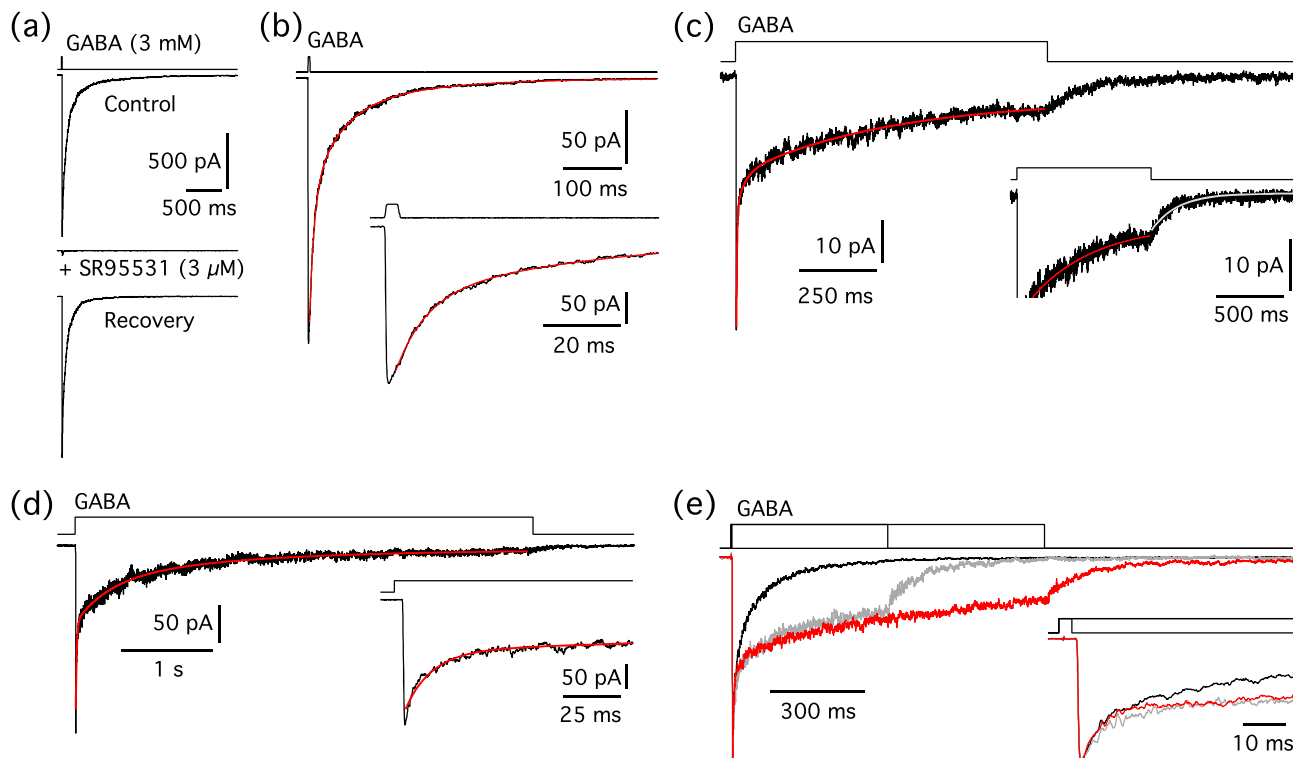 (a)
GABA (3 mM)
Control
500 pA
500 ms
+ SR95531 (3 µM)
Recovery
(b)
GABA
50 pA
100 ms
50 pA
20 ms
(c)
10 pA
250 ms
10 pA
500 ms
(d)
GABA
50 pA
1 s
50 pA
25 ms
(e)
GABA
300 ms
10 ms